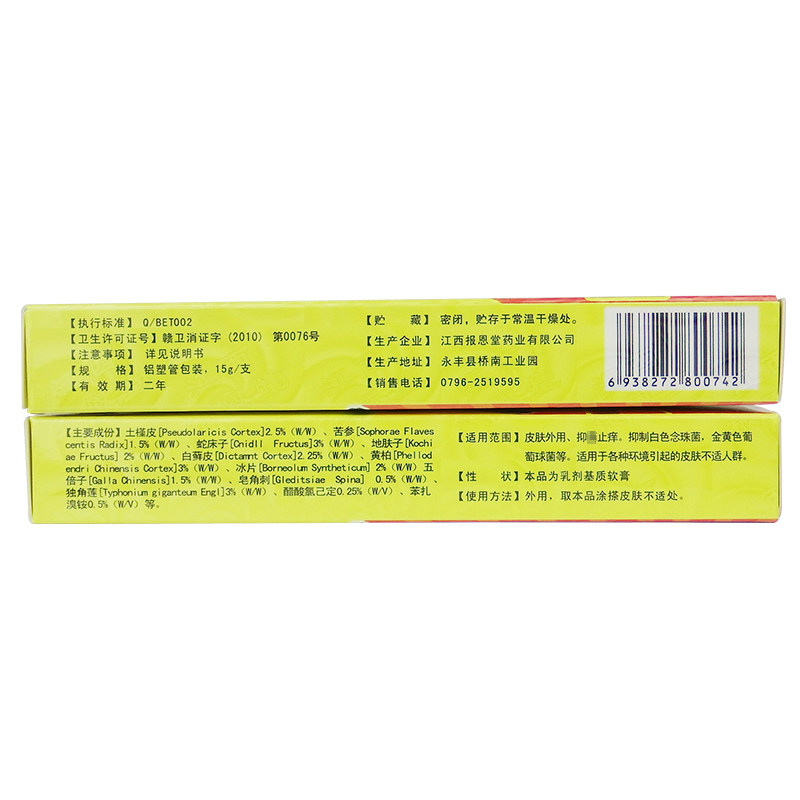 【执行标准】 Q/BET002
【卫生许可证号】赣卫消证字(2010) 第0076号
【注意事项】 详见说明书
【规 格】 铝塑管包装，15g/支
【有 效 期】 二年
【贮 藏】 密闭，贮存于常温干燥处。
【生产企业】 江西报恩堂药业有限公司
【生产地址】 永丰县桥南工业园
【销售电话】 0796-2519595
6 938272 800742
【主要成份】土槿皮[Pseudolaricis Cortex]2.5%（W/W）、苦参[Sophorae Flaves
centis Radix]1.5%（W/W）、蛇床子[Cnidll Fructus]3%（W/W）、地肤子[Kochi
ae Fructus] 2%（W/W）、白藓皮[Dictamnt Cortex]2.25%（W/W）、黄柏[Phellod
endri Chinensis Cortex]3%（W/W）、冰片[Borneolum Syntheticum] 2%（W/W）五
倍子[Galla Chinensis]1.5%（W/W）、皂角刺[Gleditsiae Spina] 0.5%（W/W）、
独角莲[Typhonium giganteum Engl]3%（W/W）、醋酸氯己定0.25%（W/V）、苯扎
溴铵0.5%（W/V）等。
【适用范围】 皮肤外用、抑 止痒。抑制白色念珠菌，金黄色葡
萄球菌等。适用于各种环境引起的皮肤不适人群。
【性 状】 本品为乳剂基质软膏
【使用方法】外用，取本品涂搽皮肤不适处。